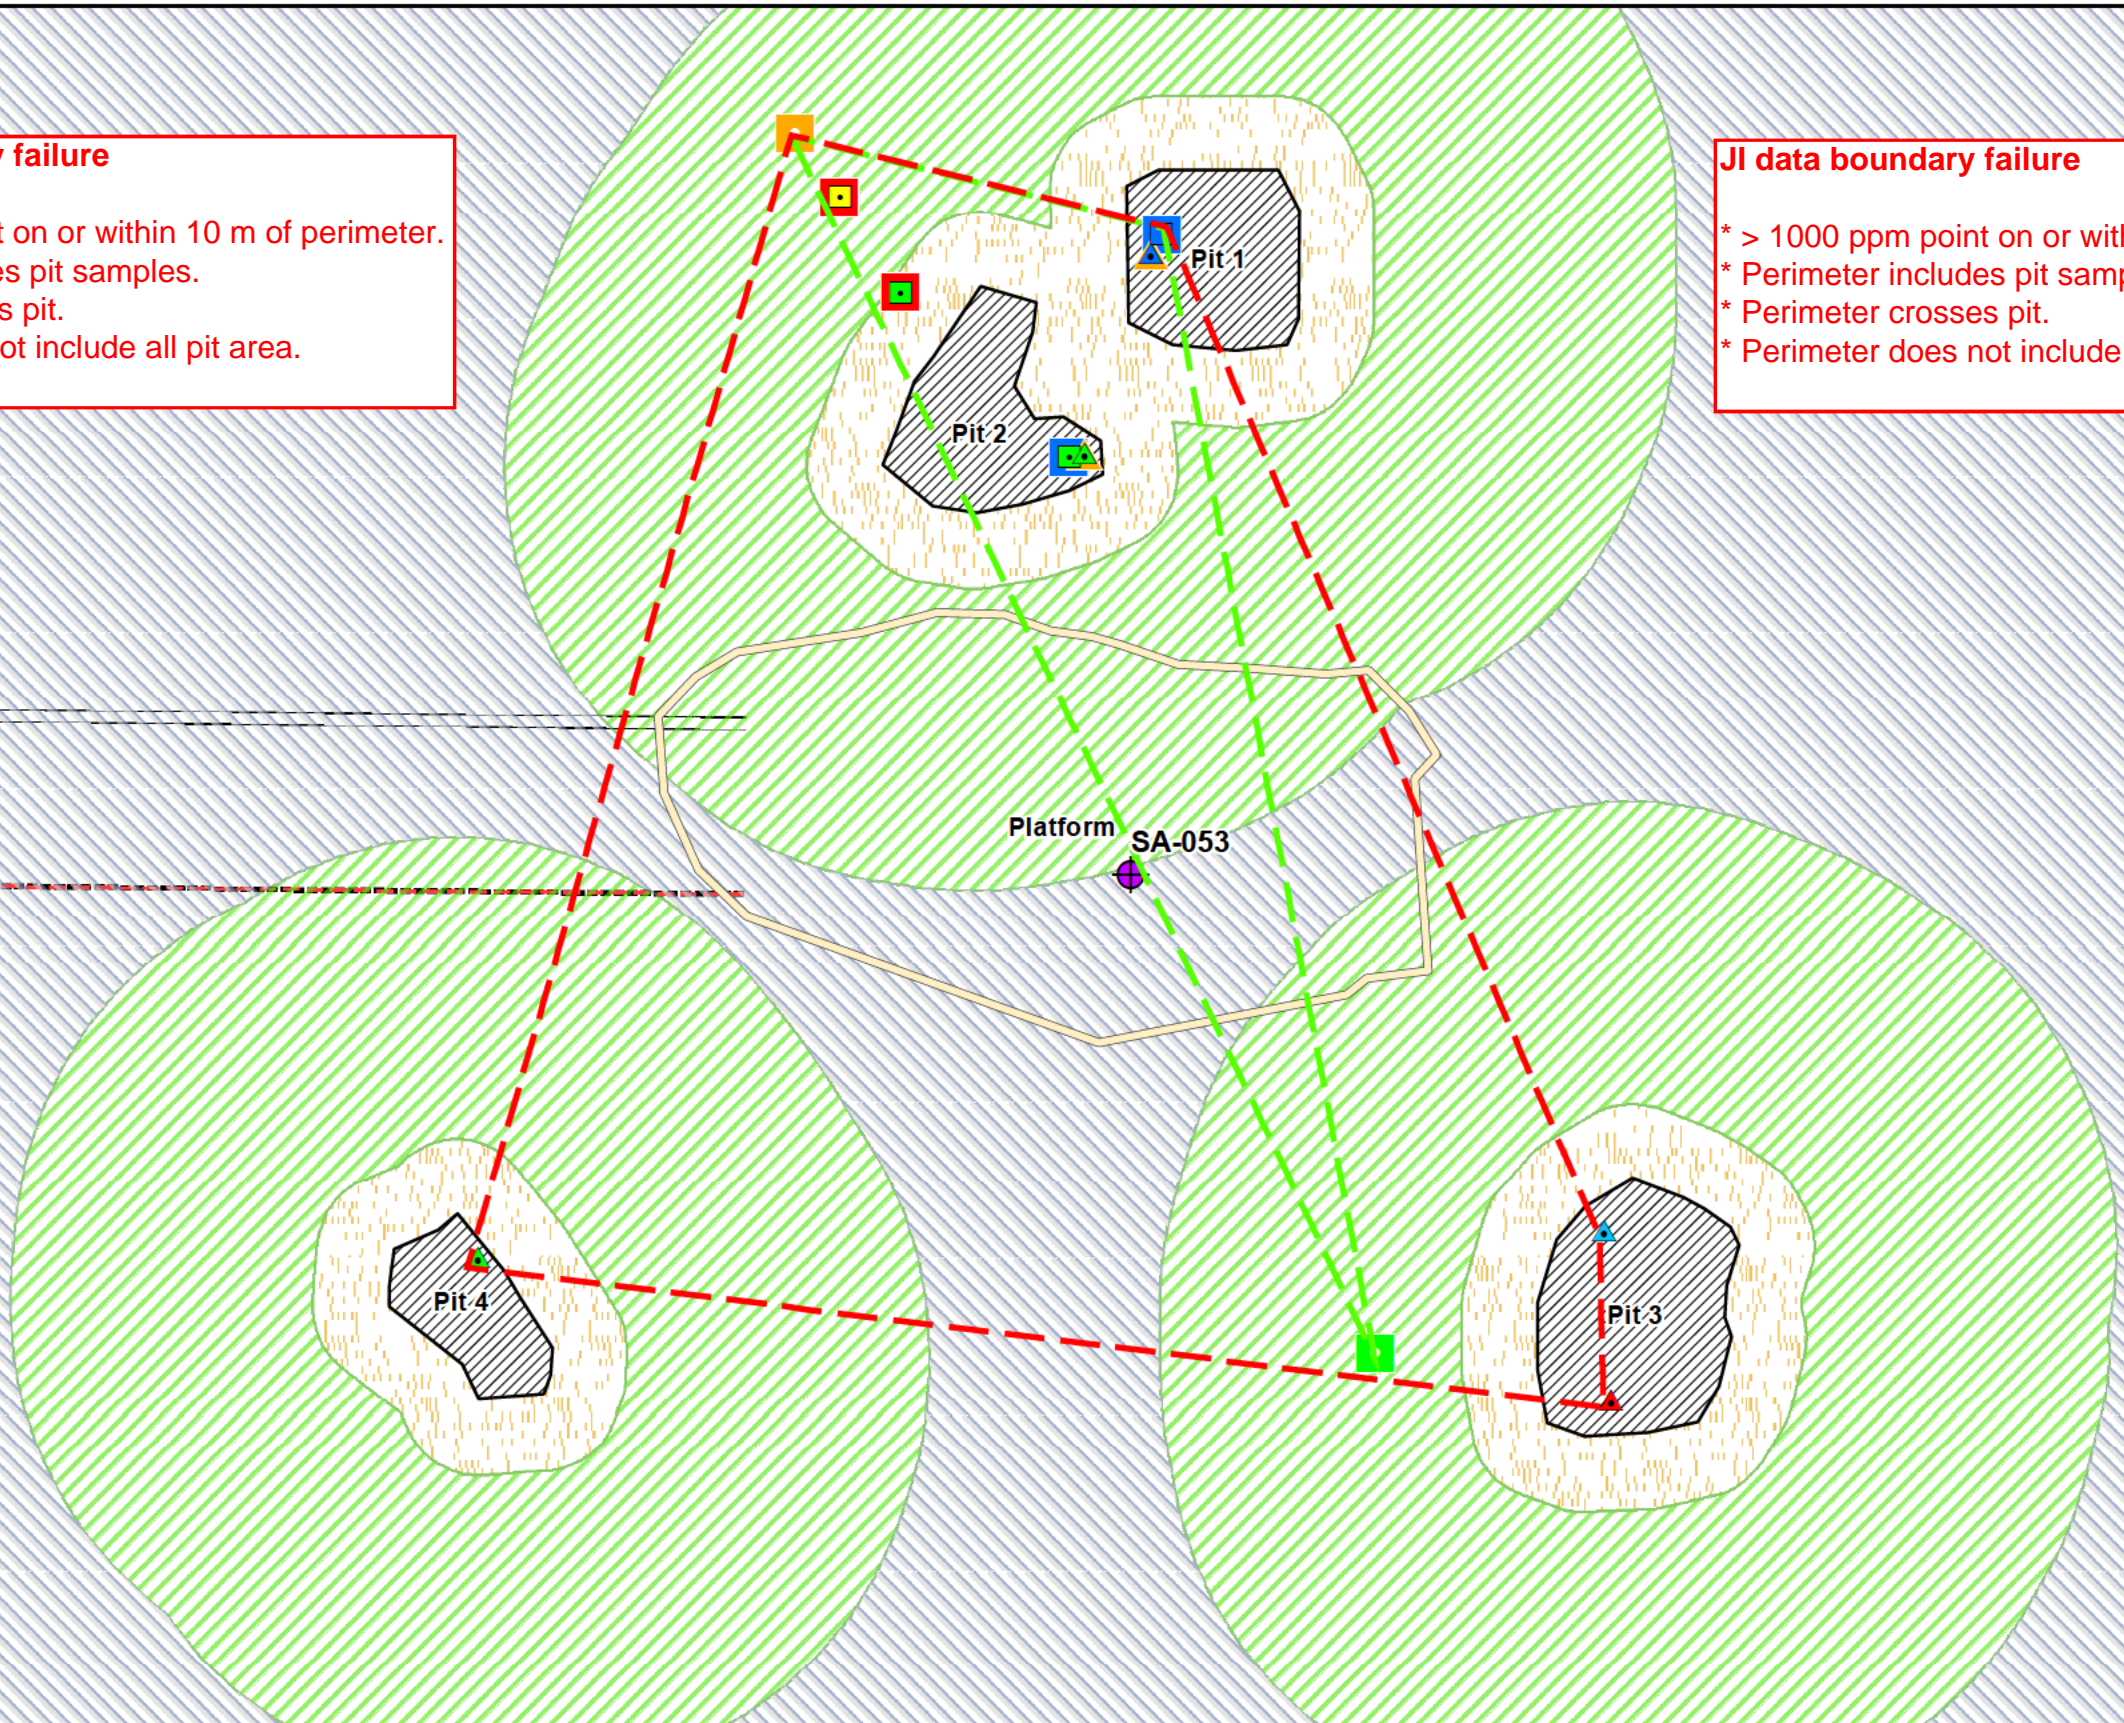 failure
t on or within 10 m of perimeter.
es pit samples.
s pit.
ot include all pit area.
JI data boundary failure
* > 1000 ppm point on or with
* Perimeter includes pit samp
* Perimeter crosses pit.
* Perimeter does not include
Pit 1
Pit 2
Platform
SA-053
Pit 4
Pit 3